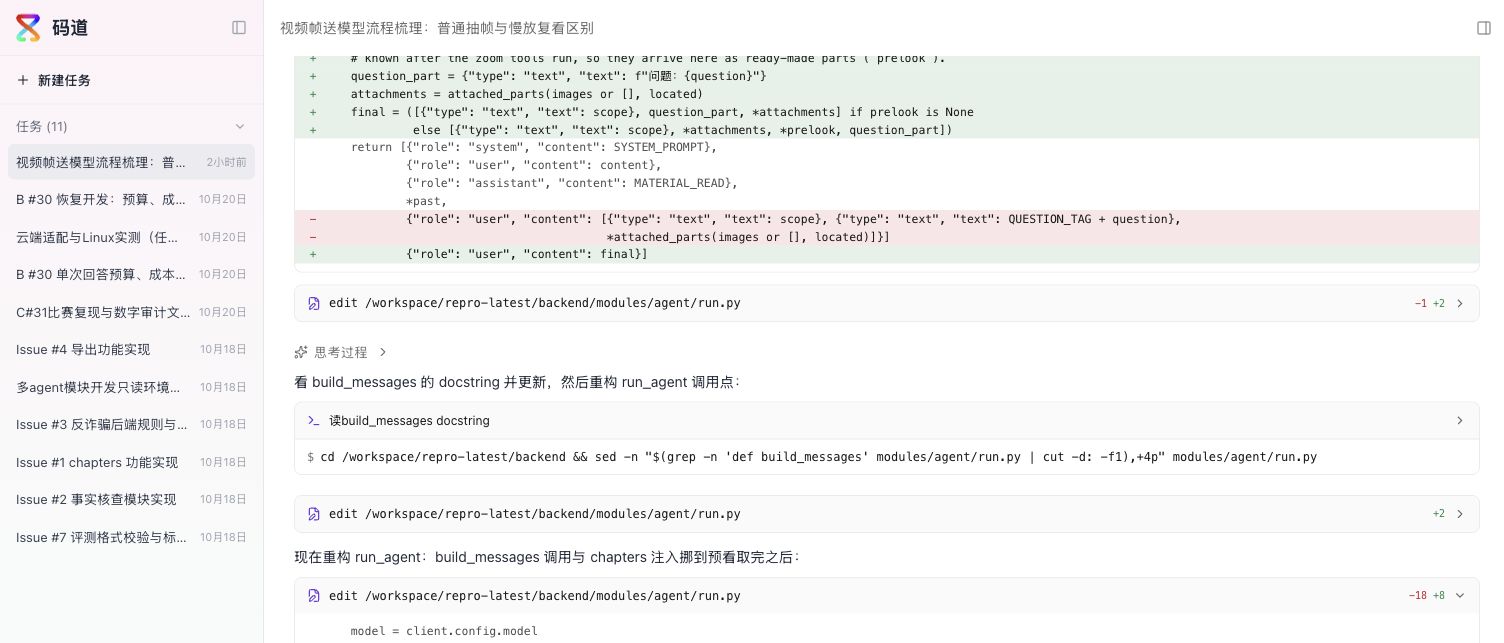 码道
新建任务
任务 (11)
视频帧送模型流程梳理：普... 2小时前
B #30 恢复开发：预算、成... 10月20日
云端适配与Linux实测（任... 10月20日
B #30 单次回答预算、成本... 10月20日
C#31比赛复现与数字审计文... 10月20日
Issue #4 导出功能实现 10月18日
多agent模块开发只读环境... 10月18日
Issue #3 反诈骗后端规则与... 10月18日
Issue #1 chapters 功能实现 10月18日
Issue #2 事实核查模块实现 10月18日
Issue #7 评测格式校验与标... 10月18日
视频帧送模型流程梳理：普通抽帧与慢放复看区别
+ # known after the zoom tools run, so they arrive here as ready-made parts (`prelook`).
+ question_part = {"type": "text", "text": f"问题：{question}"}
+ attachments = attached_parts(images or [], located)
+ final = ([{"type": "text", "text": scope}, question_part, *attachments] if prelook is None
+ else [{"type": "text", "text": scope}, *attachments, *prelook, question_part])
return [{"role": "system", "content": SYSTEM_PROMPT},
{"role": "user", "content": content},
{"role": "assistant", "content": MATERIAL_READ},
*past,
− {"role": "user", "content": [{"type": "text", "text": scope}, {"type": "text", "text": QUESTION_TAG + question},
− *attached_parts(images or [], located)]}]
+ {"role": "user", "content": final}]
edit /workspace/repro-latest/backend/modules/agent/run.py −1 +2
思考过程
看 build_messages 的 docstring 并更新，然后重构 run_agent 调用点：
读build_messages docstring
$ cd /workspace/repro-latest/backend && sed -n "$(grep -n 'def build_messages' modules/agent/run.py | cut -d: -f1),+4p" modules/agent/run.py
edit /workspace/repro-latest/backend/modules/agent/run.py +2
现在重构 run_agent：build_messages 调用与 chapters 注入挪到预看取完之后：
edit /workspace/repro-latest/backend/modules/agent/run.py −18 +8
model = client.config.model